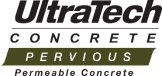 UltraTech
CONCRETE
PERVIOUS
Permeable Concrete